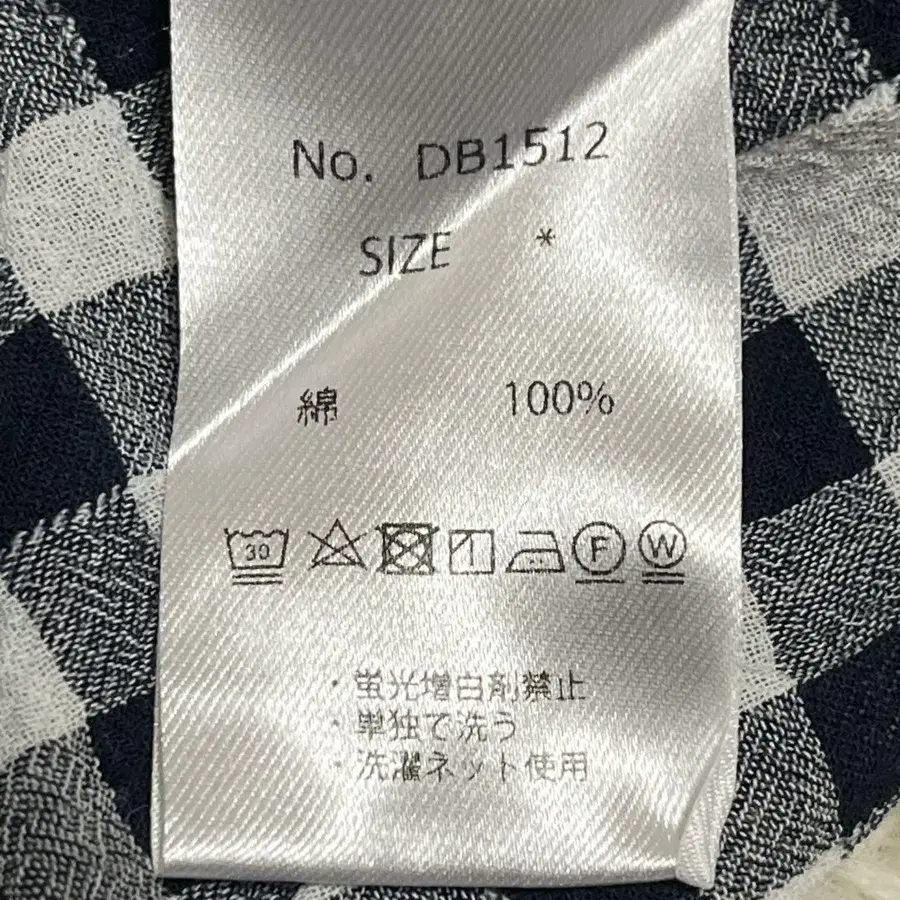 No. DB1512
SIZE *
綿 100%
30 F W
・蛍光増白剤禁止
・単独で洗う
・洗濯ネット使用